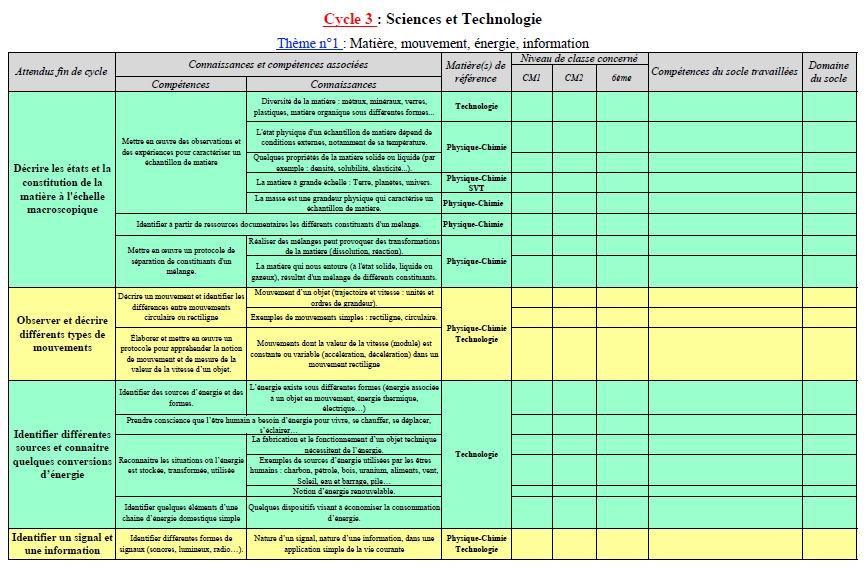 Cycle 3 : Sciences et Technologie
Thème n°1 : Matière, mouvement, énergie, information
Attendus fin de cycle
Connaissances et compétences associées
Compétences
Connaissances
Matière(s) de
référence
Niveau de classe concerné
CM1
CM2
6ème
Compétences du socle travaillées
Domaine
du socle
Décrire les états et la
constitution de la
matière à l'échelle
macroscopique
Mettre en œuvre des observations et
des expériences pour caractériser un
échantillon de matière
Diversité de la matière : métaux, minéraux, verres,
plastiques, matière organique sous différentes formes...
Technologie
L'état physique d'un échantillon de matière dépend de
conditions externes, notamment de sa température.
Quelques propriétés de la matière solide ou liquide (par
exemple : densité, solubilité, élasticité...).
Physique-Chimie
La matière à grande échelle : Terre, planètes, univers.
Physique-Chimie
SVT
La masse est une grandeur physique qui caractérise un
échantillon de matière.
Physique-Chimie
Identifier à partir de ressources documentaires les différents constituants d'un mélange.
Physique-Chimie
Mettre en œuvre un protocole de
séparation de constituants d'un
mélange.
Réaliser des mélanges peut provoquer des transformations
de la matière (dissolution, réaction).
La matière qui nous entoure (à l'état solide, liquide ou
gazeux), résultat d'un mélange de différents constituants.
Physique-Chimie
Observer et décrire
différents types de
mouvements
Décrire un mouvement et identifier les
différences entre mouvements
circulaire ou rectiligne
Mouvement d'un objet (trajectoire et vitesse : unités et
ordres de grandeur).
Exemples de mouvements simples : rectiligne, circulaire.
Élaborer et mettre en œuvre un
protocole pour appréhender la notion
de mouvement et de mesure de la
valeur de la vitesse d'un objet.
Mouvements dont la valeur de la vitesse (module) est
constante ou variable (accélération, décélération) dans un
mouvement rectiligne
Physique-Chimie
Technologie
Identifier différentes
sources et connaitre
quelques conversions
d'énergie
Identifier des sources d'énergie et des
formes.
L'énergie existe sous différentes formes (énergie associée
à un objet en mouvement, énergie thermique,
électrique…)
Prendre conscience que l'être humain a besoin d'énergie pour vivre, se chauffer, se déplacer,
s'éclairer…
Reconnaitre les situations où l'énergie
est stockée, transformée, utilisée
La fabrication et le fonctionnement d'un objet technique
nécessitent de l'énergie.
Exemples de sources d'énergie utilisées par les êtres
humains : charbon, pétrole, bois, uranium, aliments, vent,
Soleil, eau et barrage, pile…
Notion d'énergie renouvelable.
Identifier quelques éléments d'une
chaine d'énergie domestique simple
Quelques dispositifs visant à économiser la consommation
d'énergie.
Technologie
Identifier un signal et
une information
Identifier différentes formes de
signaux (sonores, lumineux, radio…).
Nature d'un signal, nature d'une information, dans une
application simple de la vie courante
Physique-Chimie
Technologie